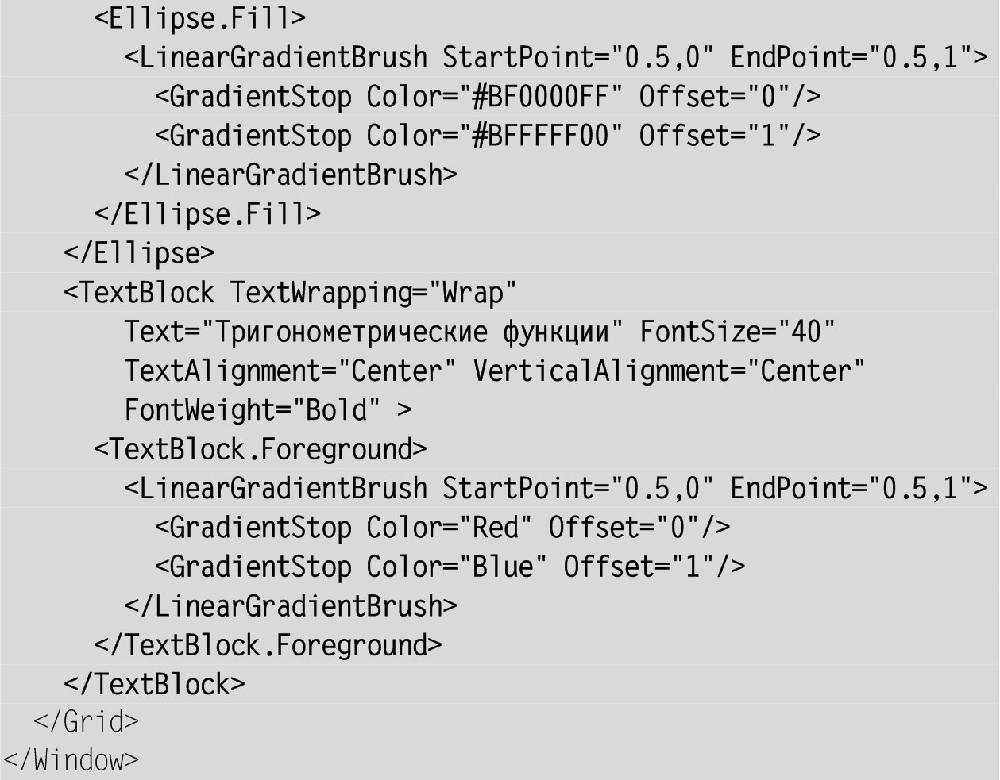 <Ellipse.Fill>
<LinearGradientBrush StartPoint="0.5,0" EndPoint="0.5,1">
<GradientStop Color="#BF0000FF" Offset="0"/>
<GradientStop Color="#BFFFFF00" Offset="1"/>
</LinearGradientBrush>
</Ellipse.Fill>
</Ellipse>
<TextBlock TextWrapping="Wrap"
Text="Тригонометрические функции" FontSize="40"
TextAlignment="Center" VerticalAlignment="Center"
FontWeight="Bold" >
<TextBlock.Foreground>
<LinearGradientBrush StartPoint="0.5,0" EndPoint="0.5,1">
<GradientStop Color="Red" Offset="0"/>
<GradientStop Color="Blue" Offset="1"/>
</LinearGradientBrush>
</TextBlock.Foreground>
</TextBlock>
</Grid>
</Window>